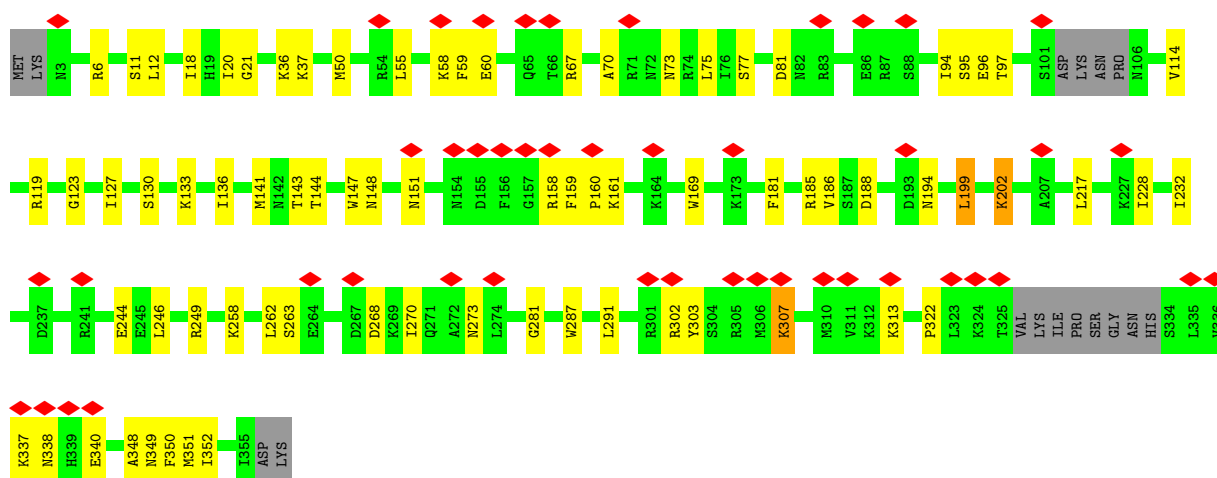 MET LYS N3 R6 S11 L12 I18 H19 I20 G21 K36 K37 M50 R54 L55 K58 F59 E60 Q65 T66 R67 A70 R71 N72 N73 R74 L75 I76 S77 D81 N82 R83 E86 R87 S88 I94 S95 E96 T97 S101 ASP LYS ASN PRO N106 V114
R119 G123 I127 S130 K133 I136 M141 N142 T143 T144 W147 N148 N151 N154 D155 F156 G157 R158 F159 P160 K161 K164 W169 K173 F181 R185 V186 S187 D188 D193 N194 L199 K202 A207 L217 K227 I228 I232
D237 R241 E244 E245 L246 R249 K258 L262 S263 E264 D267 D268 K269 I270 Q271 A272 N273 L274 G281 W287 L291 R301 R302 Y303 S304 R305 M306 K307 M310 V311 K312 K313 P322 L323 K324 T325 VAL LYS ILE PRO SER GLY ASN HIS S334 L335
K337 N338 H339 E340 A348 N349 F350 M351 I352 I355 ASP LYS